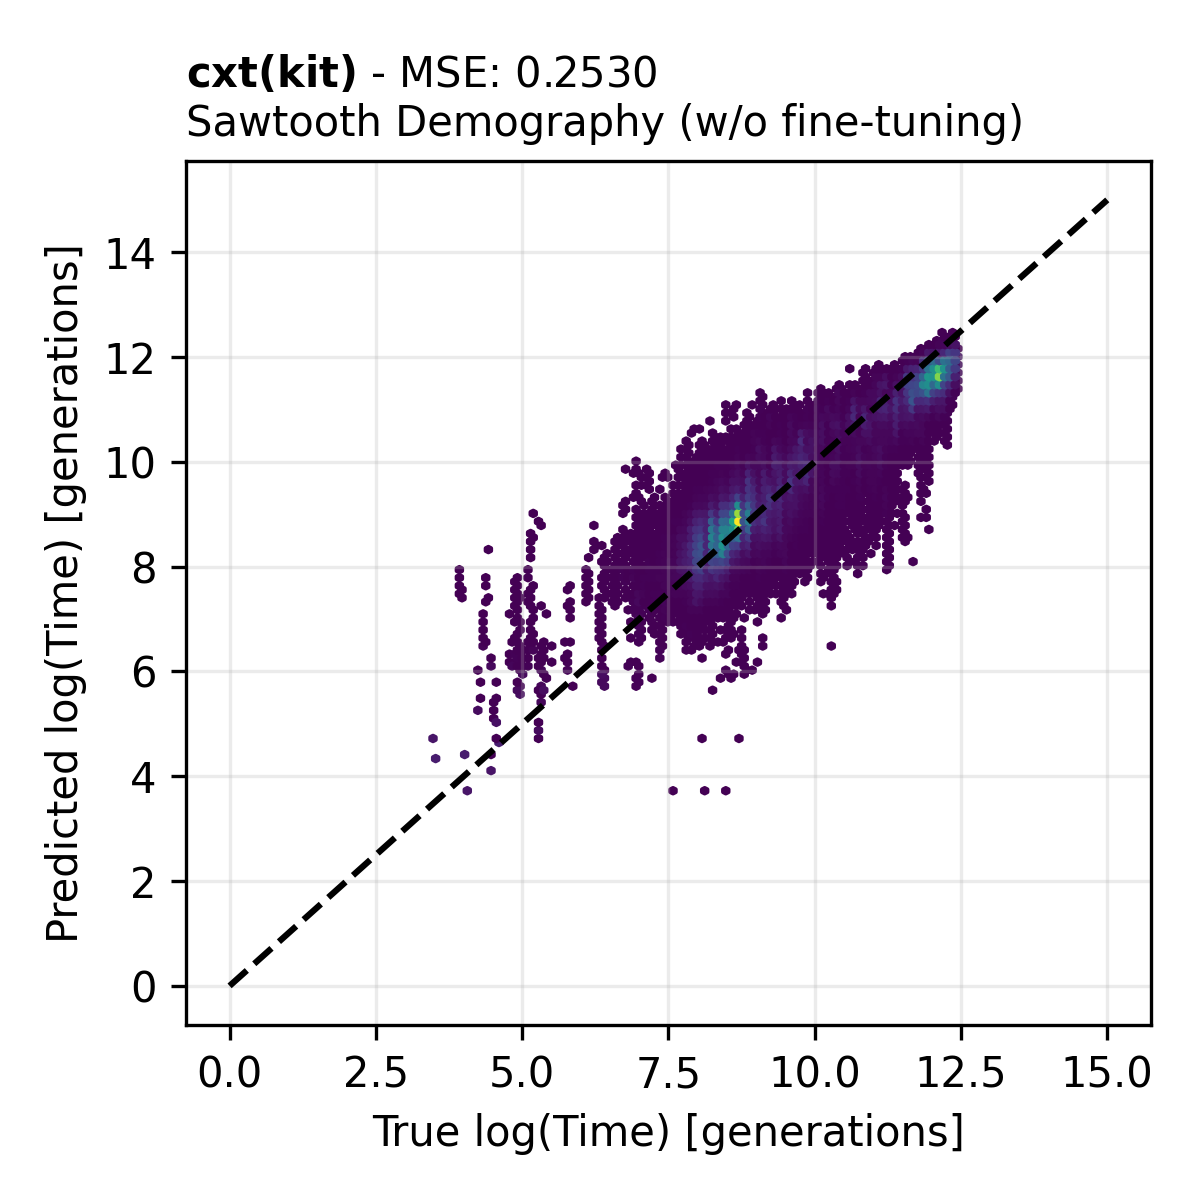 cxt(kit) - MSE: 0.2530
Sawtooth Demography (w/o fine-tuning)
Predicted log(Time) [generations]
14
12
10
8
6
4
2
0
0.0 2.5 5.0 7.5 10.0 12.5 15.0
True log(Time) [generations]